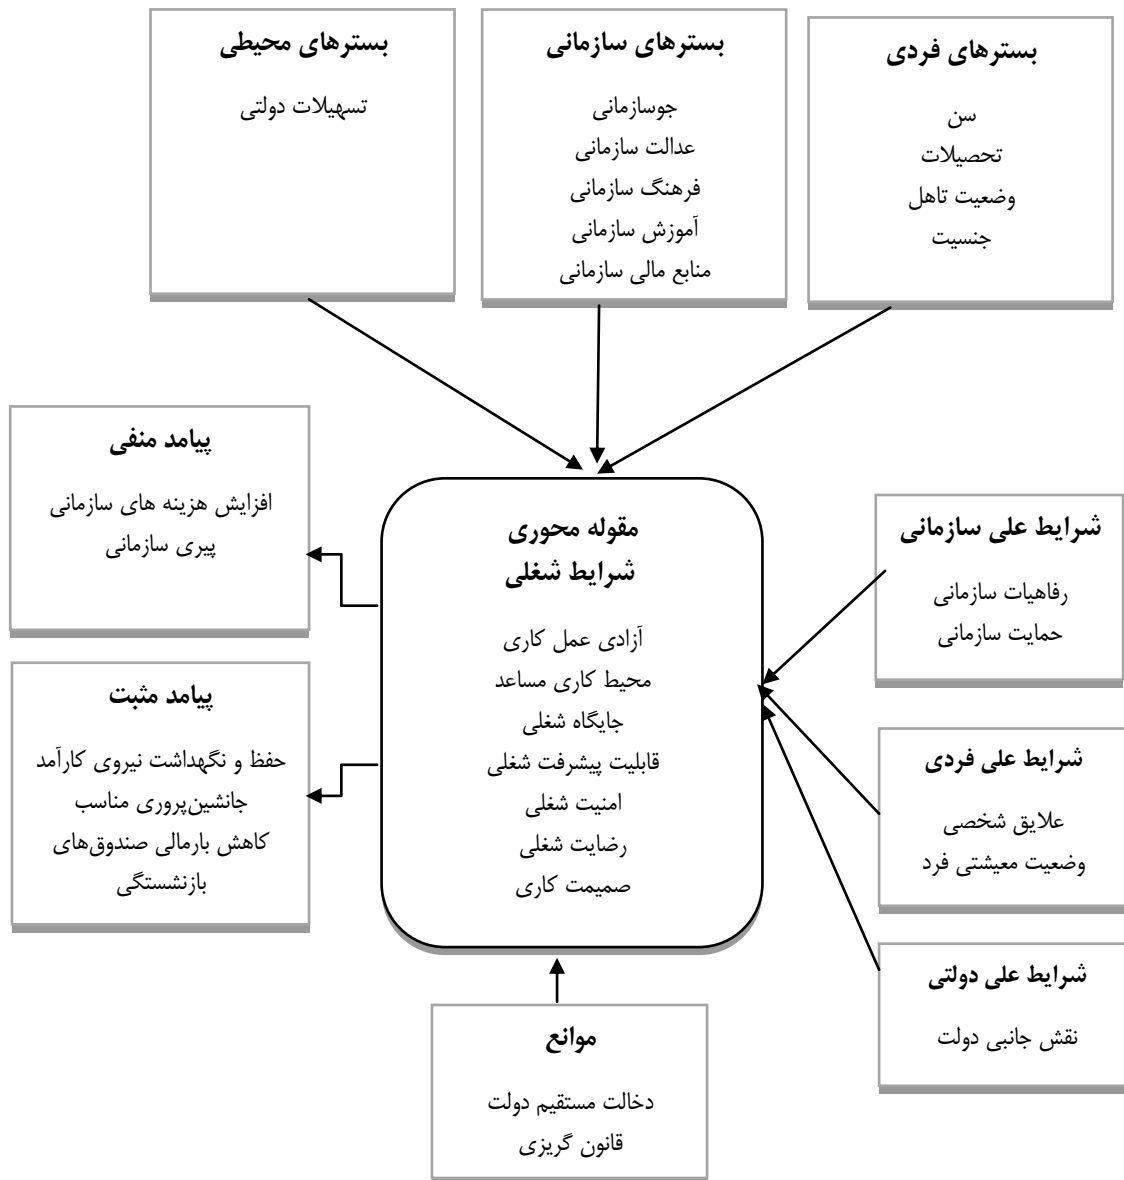 بسترهای فردی
سن
تحصیلات
وضعیت تاهل
جنسیت
بسترهای سازمانی
جوسازمانی
عدالت سازمانی
فرهنگ سازمانی
آموزش سازمانی
منابع مالی سازمانی
بسترهای محیطی
تسهیلات دولتی
شرایط علی سازمانی
رفاهیات سازمانی
حمایت سازمانی
شرایط علی فردی
علایق شخصی
وضعیت معیشتی فرد
شرایط علی دولتی
نقش جانبی دولت
مقوله محوری
شرایط شغلی
آزادی عمل کاری
محیط کاری مساعد
جایگاه شغلی
قابلیت پیشرفت شغلی
امنیت شغلی
رضایت شغلی
صمیمت کاری
پیامد منفی
افزایش هزینه های سازمانی
پیری سازمانی
پیامد مثبت
حفظ و نگهداشت نیروی کارآمد
جانشین‌پروری مناسب
کاهش بارمالی صندوق‌های
بازنشستگی
موانع
دخالت مستقیم دولت
قانون گریزی